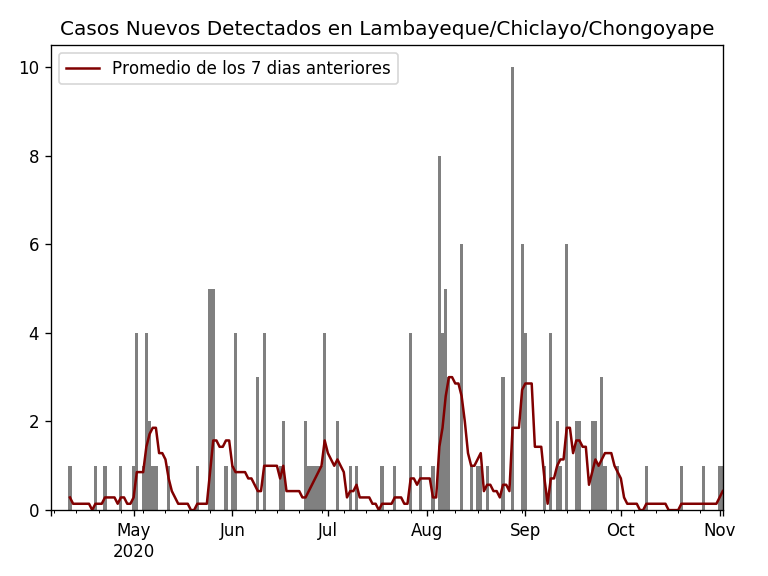 Casos Nuevos Detectados en Lambayeque/Chiclayo/Chongoyape
Promedio de los 7 dias anteriores
10
8
6
4
2
0
May Jun Jul Aug Sep Oct Nov
2020